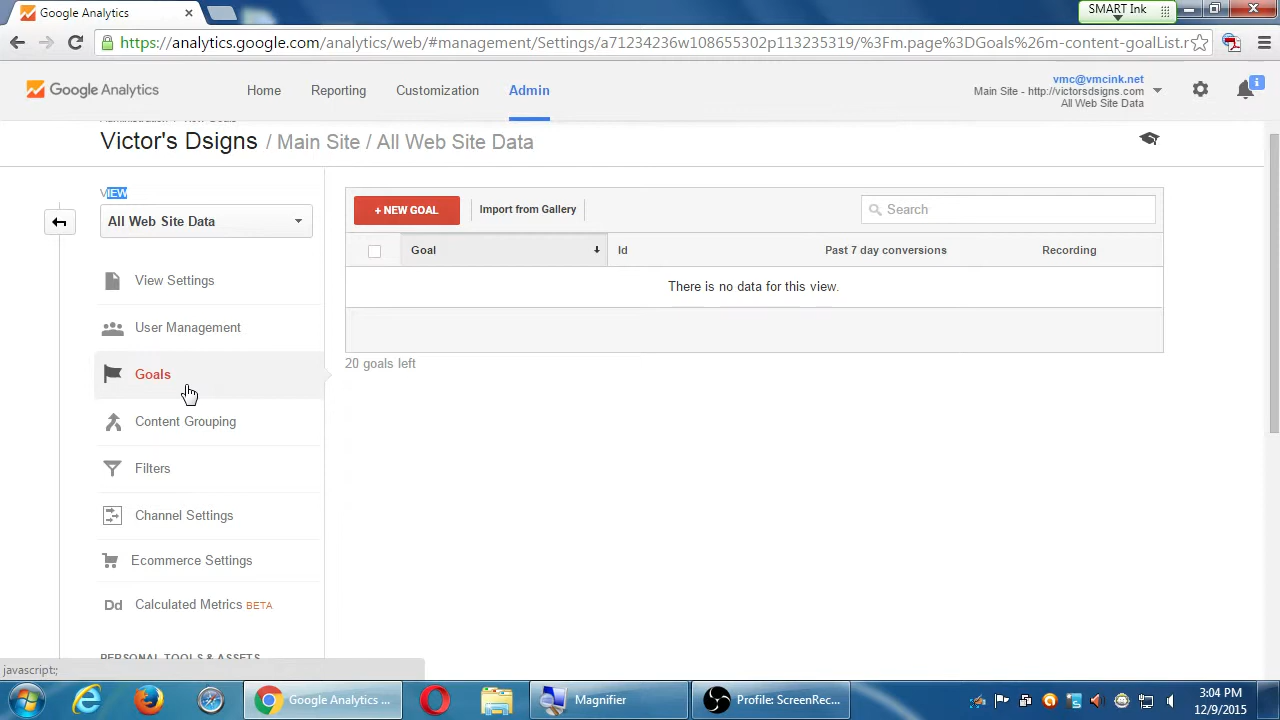 Google Analytics
SMART Ink
https://analytics.google.com/analytics/web/#management/Settings/a71234236w108655302p113235319/%3Fm.page%3DGoals%26m-content-goalList.r
Google Analytics
Home
Reporting
Customization
Admin
vmc@vmcink.net
Main Site - http://victorsdsigns.com
All Web Site Data
Victor's Dsigns / Main Site / All Web Site Data
VIEW
All Web Site Data
View Settings
User Management
Goals
Content Grouping
Filters
Channel Settings
Ecommerce Settings
Dd Calculated Metrics BETA
PERSONAL TOOLS & ASSETS
+ NEW GOAL
Import from Gallery
Search
Goal
Id
Past 7 day conversions
Recording
There is no data for this view.
20 goals left
javascript:;
Google Analytics ...
Magnifier
Profile: ScreenRec...
3:04 PM
12/9/2015